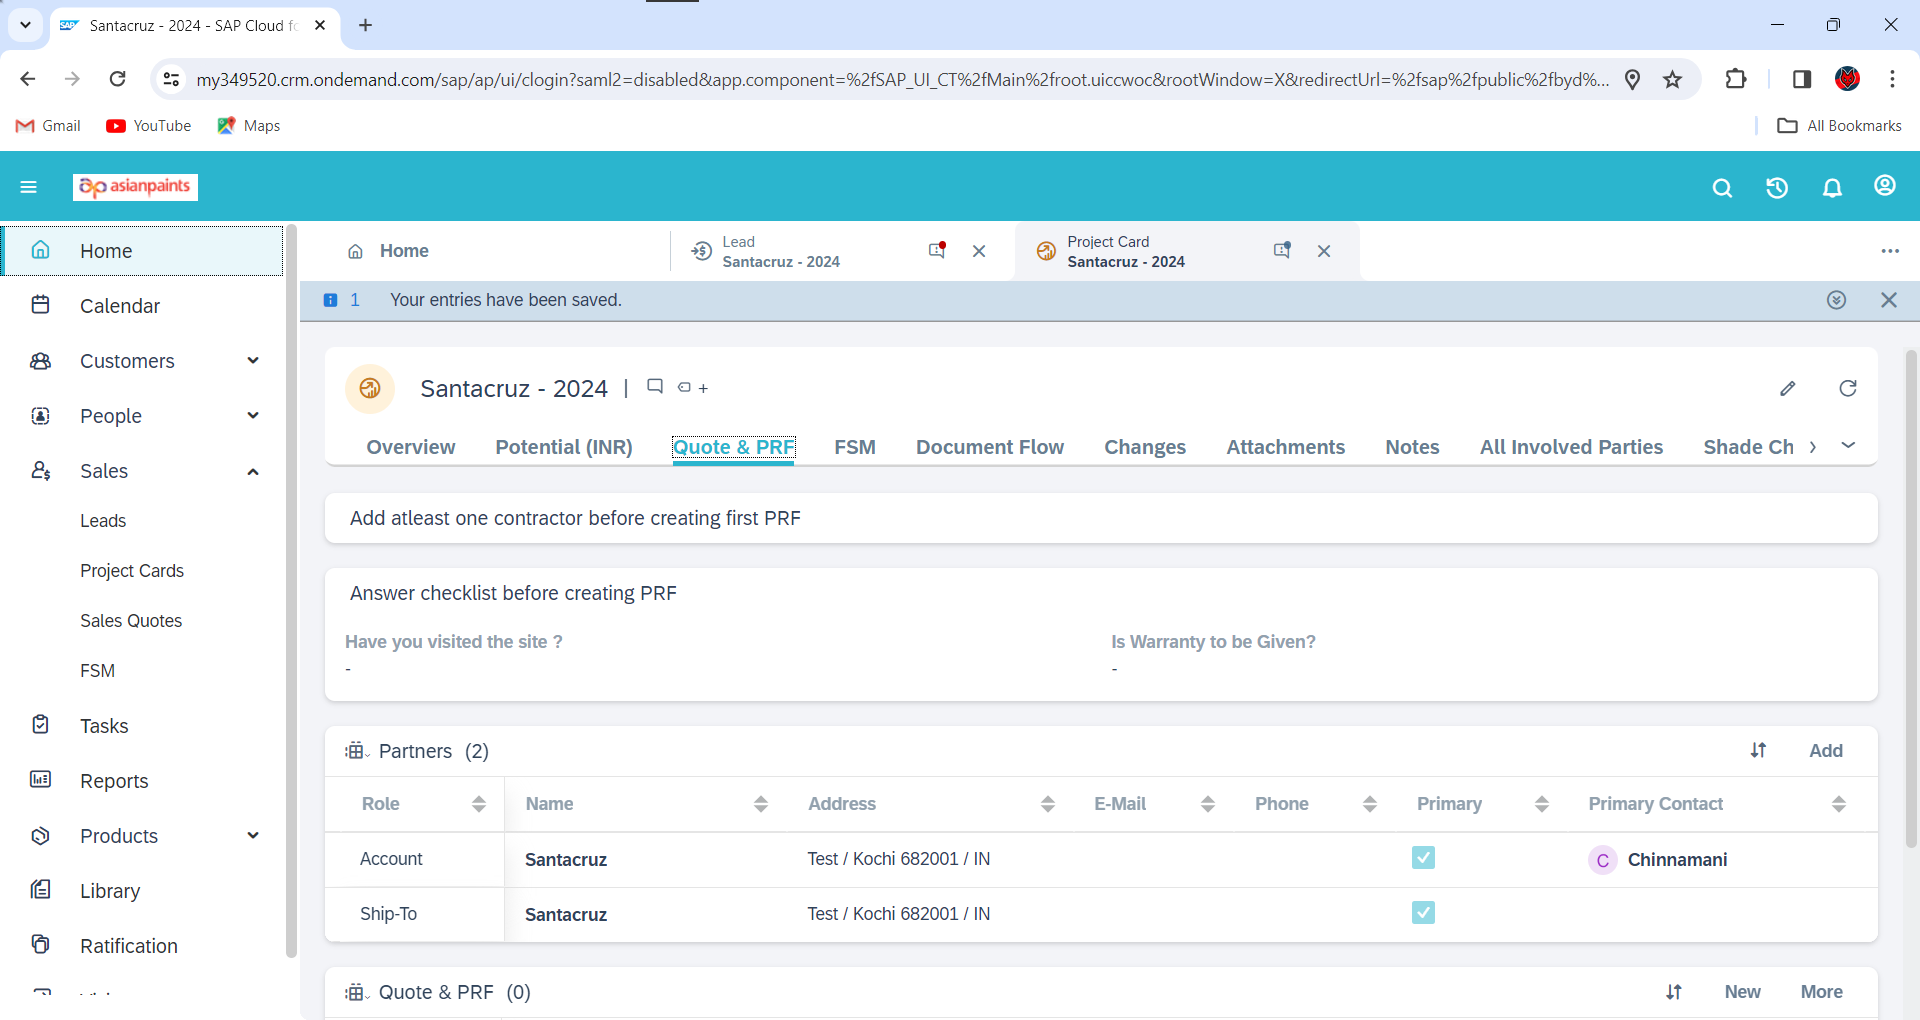 Santacruz - 2024 - SAP Cloud fo
my349520.crm.ondemand.com/sap/ap/ui/clogin?saml2=disabled&app.component=%2fSAP_UI_CT%2fMain%2froot.uiccwoc&rootWindow=X&redirectUrl=%2fsap%2fpublic%2fbyd%...
Gmail
YouTube
Maps
All Bookmarks
asianpaints
Home
Calendar
Customers
People
Sales
Leads
Project Cards
Sales Quotes
FSM
Tasks
Reports
Products
Library
Ratification
Home
Lead
Santacruz - 2024
Project Card
Santacruz - 2024
1 Your entries have been saved.
Santacruz - 2024 |
Overview Potential (INR) Quote & PRF FSM Document Flow Changes Attachments Notes All Involved Parties Shade Ch
Add atleast one contractor before creating first PRF
Answer checklist before creating PRF
Have you visited the site ? Is Warranty to be Given?
- -
Partners (2) Add
Role Name Address E-Mail Phone Primary Primary Contact
Account Santacruz Test / Kochi 682001 / IN C Chinnamani
Ship-To Santacruz Test / Kochi 682001 / IN
Quote & PRF (0) New More